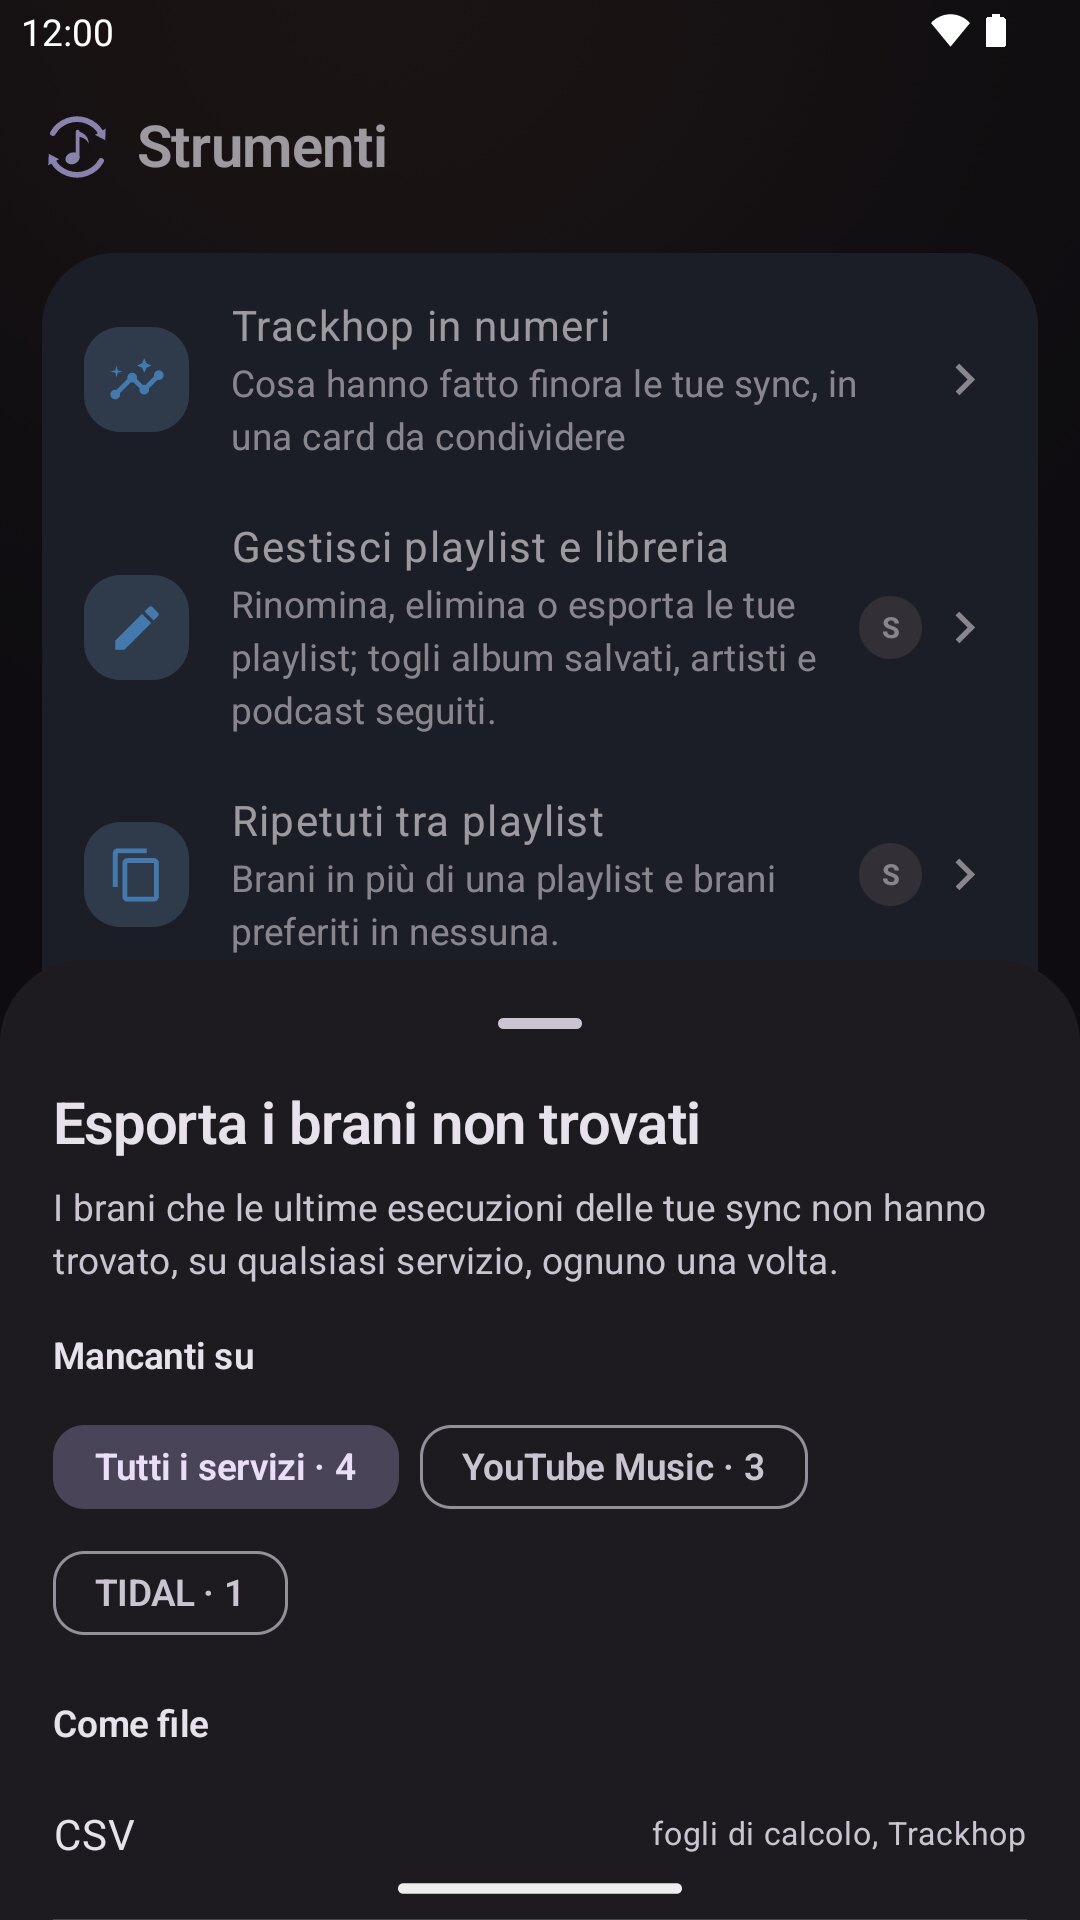 12:00
Strumenti
Trackhop in numeri
Cosa hanno fatto finora le tue sync, in
una card da condividere
Gestisci playlist e libreria
Rinomina, elimina o esporta le tue
playlist; togli album salvati, artisti e
podcast seguiti.
S
Ripetuti tra playlist
Brani in più di una playlist e brani
preferiti in nessuna.
S
Esporta i brani non trovati
I brani che le ultime esecuzioni delle tue sync non hanno
trovato, su qualsiasi servizio, ognuno una volta.
Mancanti su
Tutti i servizi · 4
YouTube Music · 3
TIDAL · 1
Come file
CSV
fogli di calcolo, Trackhop